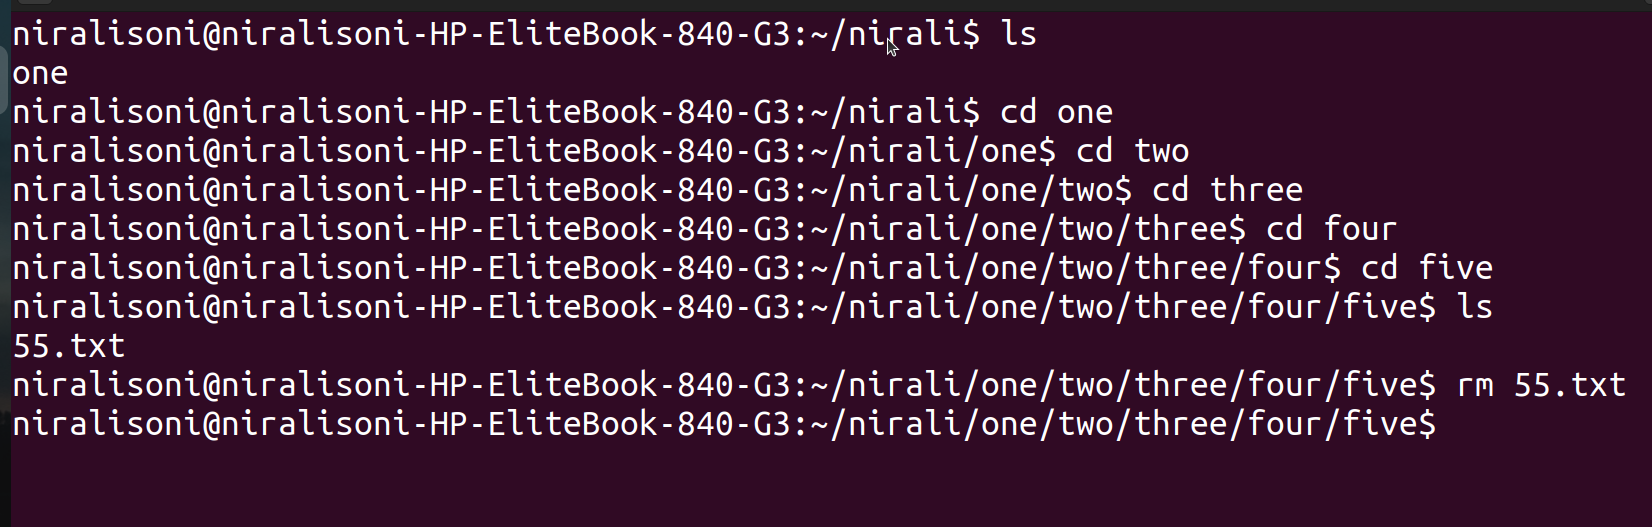 niralisoni@niralisoni-HP-EliteBook-840-G3:~/nirali$ ls
one
niralisoni@niralisoni-HP-EliteBook-840-G3:~/nirali$ cd one
niralisoni@niralisoni-HP-EliteBook-840-G3:~/nirali/one$ cd two
niralisoni@niralisoni-HP-EliteBook-840-G3:~/nirali/one/two$ cd three
niralisoni@niralisoni-HP-EliteBook-840-G3:~/nirali/one/two/three$ cd four
niralisoni@niralisoni-HP-EliteBook-840-G3:~/nirali/one/two/three/four$ cd five
niralisoni@niralisoni-HP-EliteBook-840-G3:~/nirali/one/two/three/four/five$ ls
55.txt
niralisoni@niralisoni-HP-EliteBook-840-G3:~/nirali/one/two/three/four/five$ rm 55.txt
niralisoni@niralisoni-HP-EliteBook-840-G3:~/nirali/one/two/three/four/five$